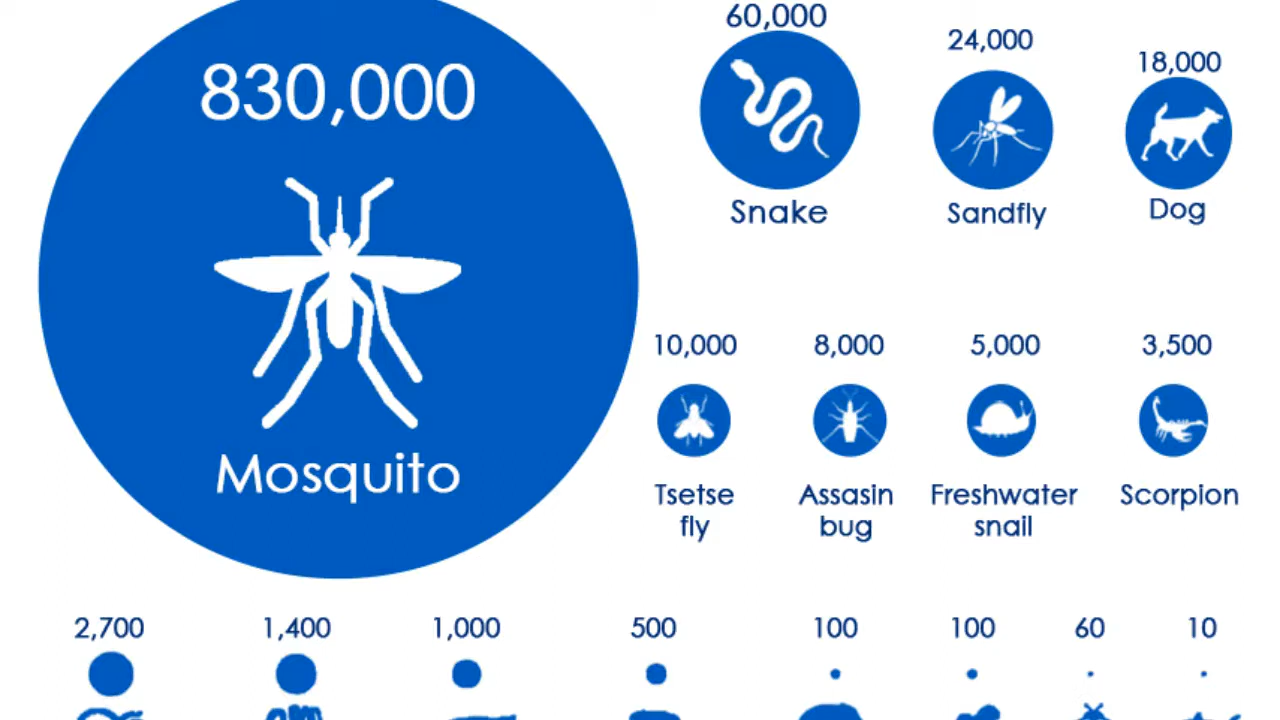 830,000
Mosquito
60,000
Snake
24,000
Sandfly
18,000
Dog
10,000
Tsetse
fly
8,000
Assasin
bug
5,000
Freshwater
snail
3,500
Scorpion
2,700
1,400
1,000
500
100
100
60
10